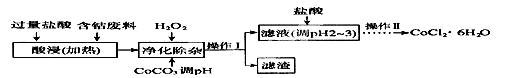 过量盐酸 含钴废料 H₂O₂ 盐酸
酸浸(加热) 净化除杂 操作Ⅰ 滤液(调pH2~3) 操作Ⅱ CoCl₂·6H₂O
CoCO₃调pH 滤渣